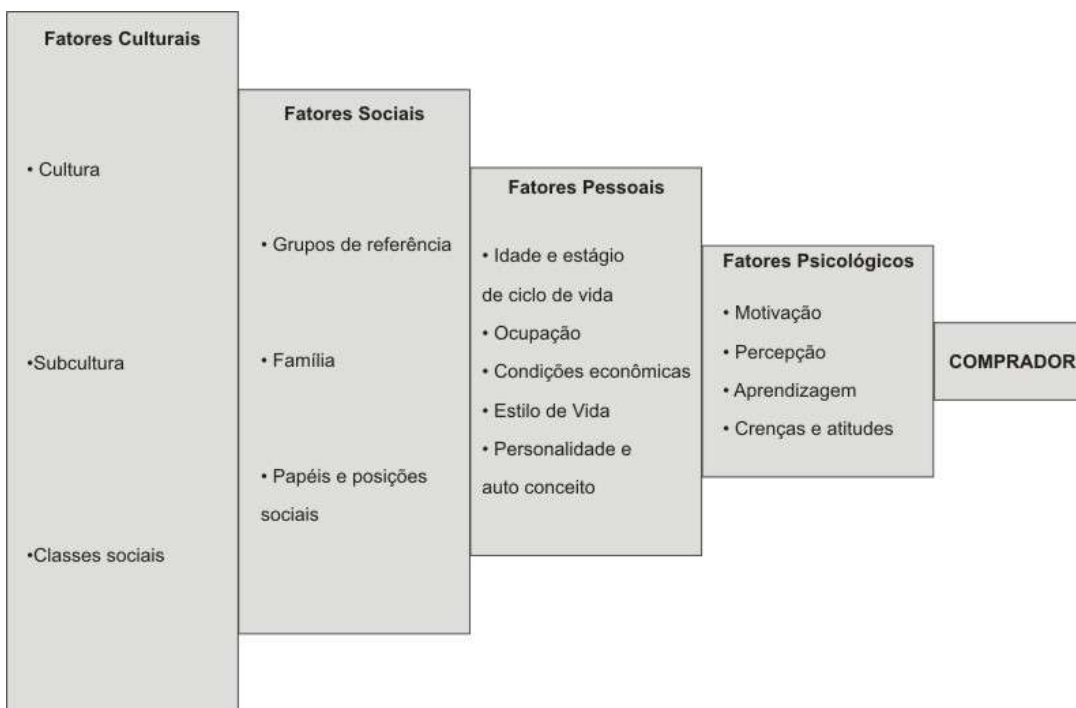 Fatores Culturais
• Cultura
•Subcultura
•Classes sociais
Fatores Sociais
• Grupos de referência
• Família
• Papéis e posições
sociais
Fatores Pessoais
• Idade e estágio
de ciclo de vida
• Ocupação
• Condições econômicas
• Estilo de Vida
• Personalidade e
auto conceito
Fatores Psicológicos
• Motivação
• Percepção
• Aprendizagem
• Crenças e atitudes
COMPRADOR